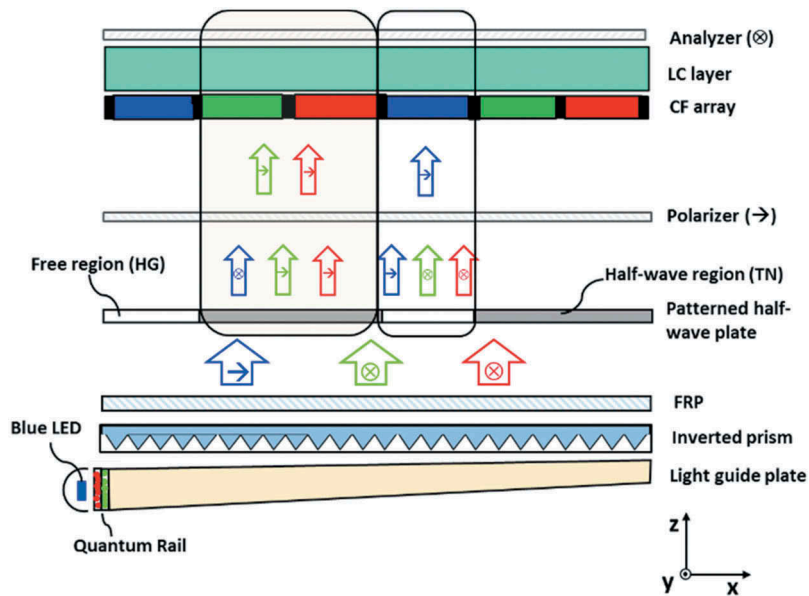 Analyzer (⊗)
LC layer
CF array
Polarizer (→)
Free region (HG)
Half-wave region (TN)
Patterned half-
wave plate
FRP
Blue LED
Inverted prism
Light guide plate
Quantum Rail
z
y
x